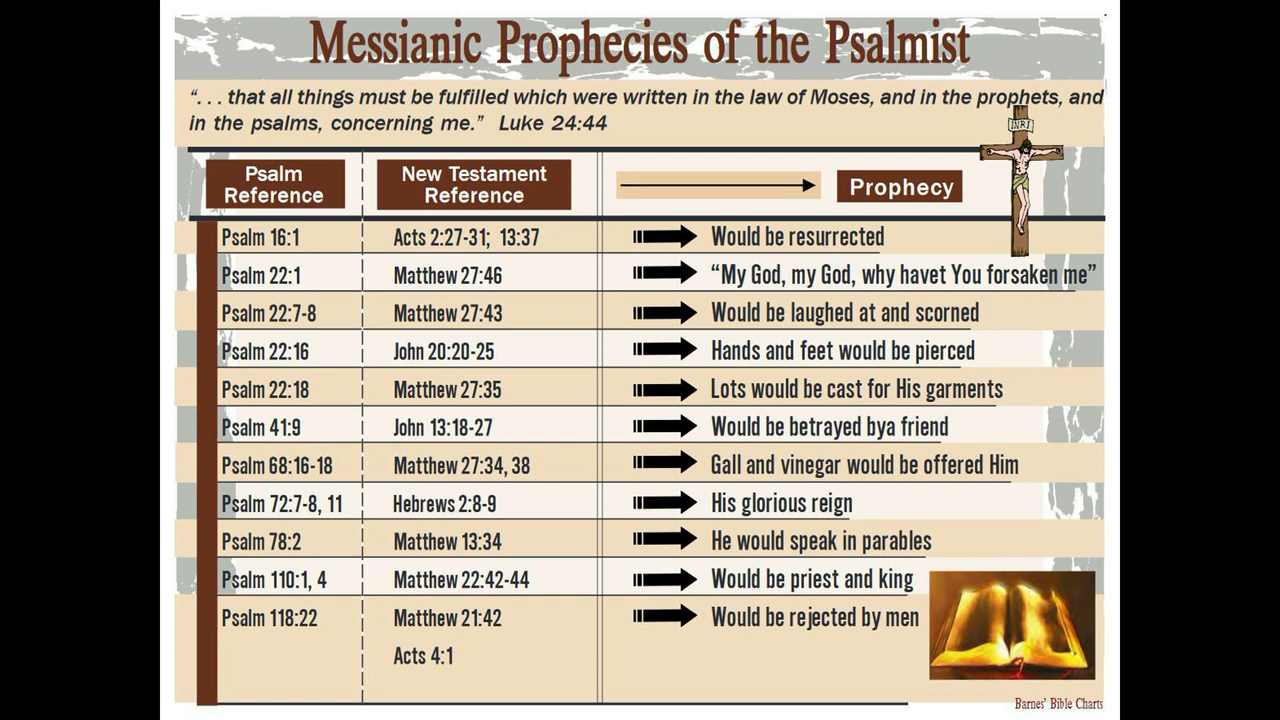 Messianic Prophecies of the Psalmist
“. . . that all things must be fulfilled which were written in the law of Moses, and in the prophets, and
in the psalms, concerning me.” Luke 24:44
INRI
Psalm Reference
New Testament Reference
Prophecy
Psalm 16:1 Acts 2:27-31; 13:37 Would be resurrected
Psalm 22:1 Matthew 27:46 “My God, my God, why havet You forsaken me”
Psalm 22:7-8 Matthew 27:43 Would be laughed at and scorned
Psalm 22:16 John 20:20-25 Hands and feet would be pierced
Psalm 22:18 Matthew 27:35 Lots would be cast for His garments
Psalm 41:9 John 13:18-27 Would be betrayed bya friend
Psalm 68:16-18 Matthew 27:34, 38 Gall and vinegar would be offered Him
Psalm 72:7-8, 11 Hebrews 2:8-9 His glorious reign
Psalm 78:2 Matthew 13:34 He would speak in parables
Psalm 110:1, 4 Matthew 22:42-44 Would be priest and king
Psalm 118:22 Matthew 21:42 Would be rejected by men
Acts 4:1
Barnes’ Bible Charts